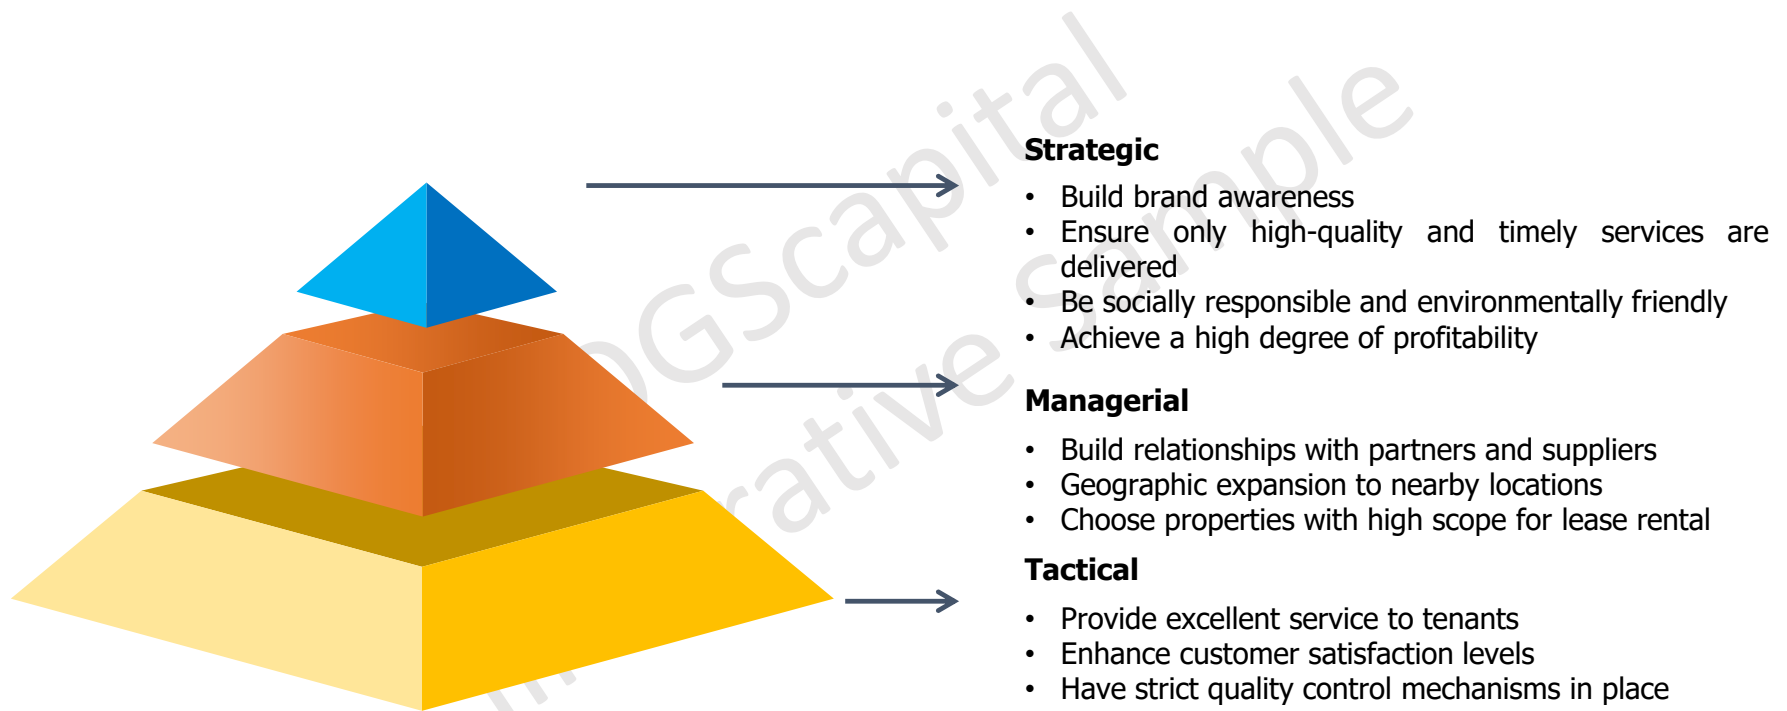 Strategic
• Build brand awareness
• Ensure only high-quality and timely services are
delivered
• Be socially responsible and environmentally friendly
• Achieve a high degree of profitability
Managerial
• Build relationships with partners and suppliers
• Geographic expansion to nearby locations
• Choose properties with high scope for lease rental
Tactical
• Provide excellent service to tenants
• Enhance customer satisfaction levels
• Have strict quality control mechanisms in place
OGScapital
Sample